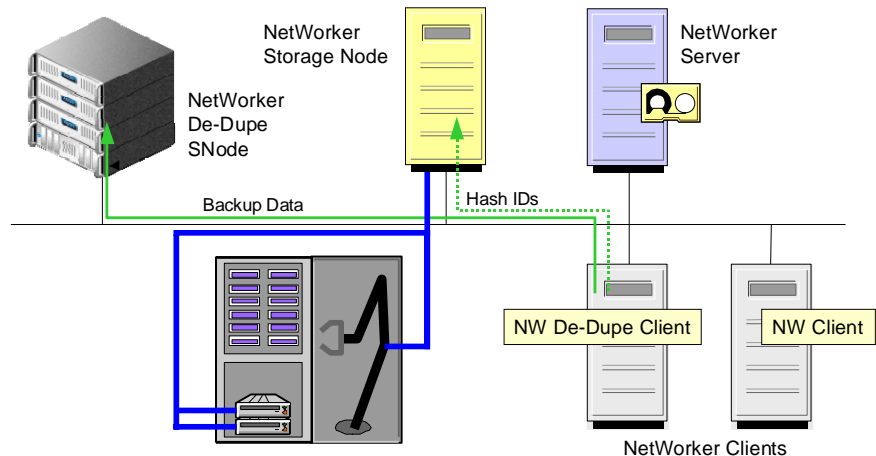 NetWorker
Storage Node
NetWorker
Server
NetWorker
De-Dupe
SNode
Backup Data
Hash IDs
NW De-Dupe Client
NW Client
NetWorker Clients